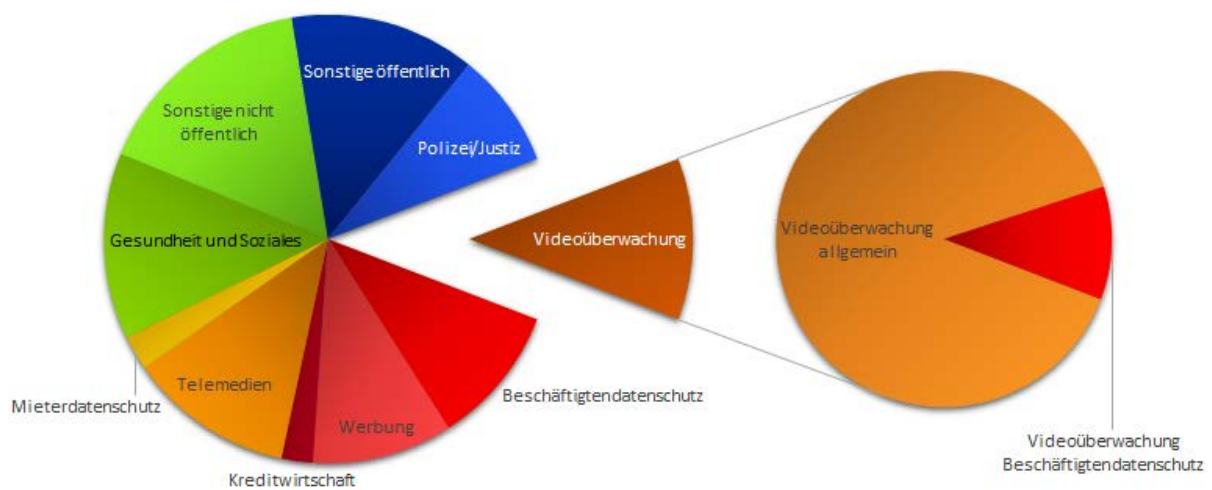 Sonstige öffentlich
Polizei/Justiz
Sonstige nicht
öffentlich
Gesundheit und Soziales
Videoüberwachung
Videoüberwachung
allgemein
Mieterdatenschutz
Telemedien
Werbung
Kreditwirtschaft
Beschäftigtendatenschutz
Videoüberwachung
Beschäftigtendatenschutz